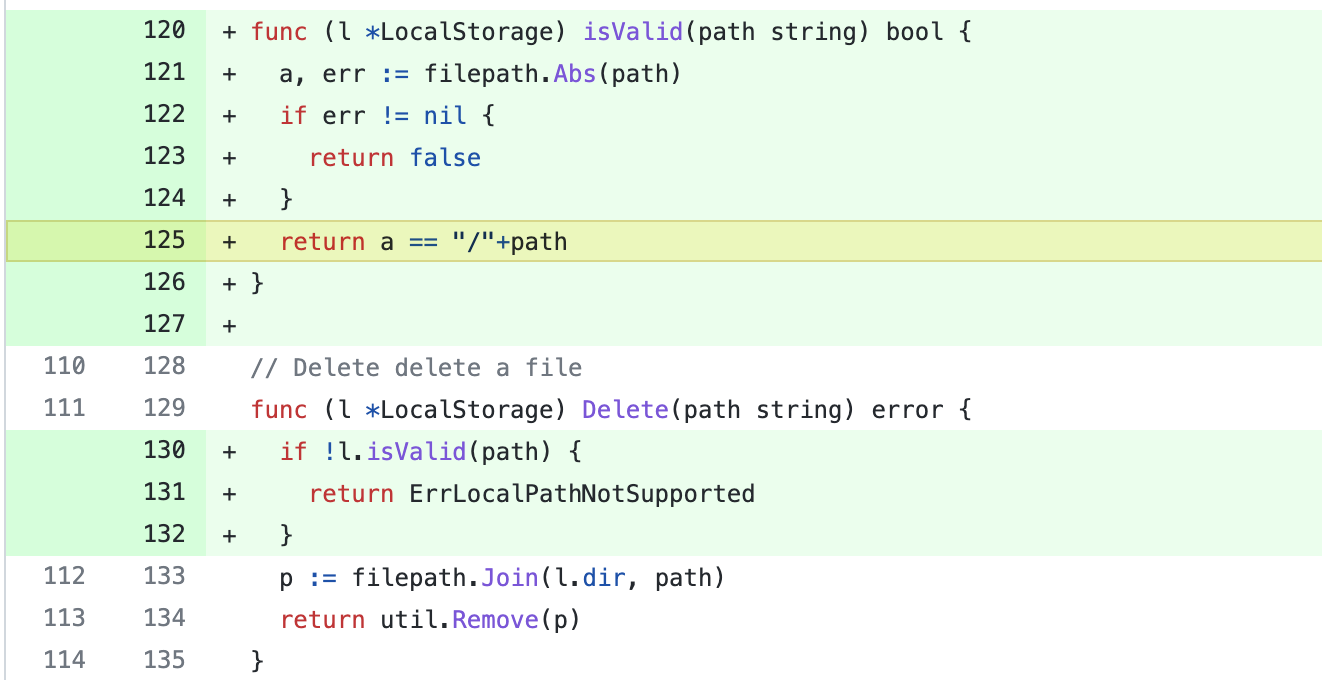 120 + func (l *LocalStorage) isValid(path string) bool {
121 + a, err := filepath.Abs(path)
122 + if err != nil {
123 + return false
124 + }
125 + return a == "/"+path
126 + }
127 +
110 128 // Delete delete a file
111 129 func (l *LocalStorage) Delete(path string) error {
130 + if !l.isValid(path) {
131 + return ErrLocalPathNotSupported
132 + }
112 133 p := filepath.Join(l.dir, path)
113 134 return util.Remove(p)
114 135 }